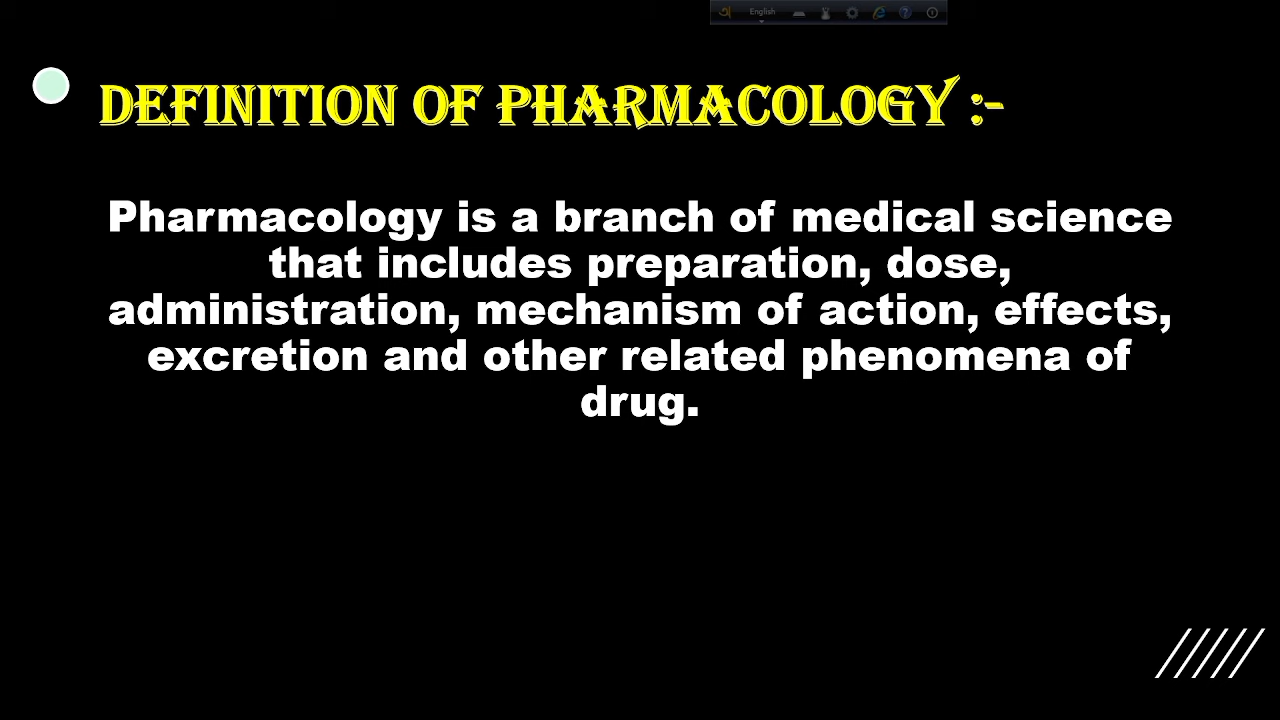 English
DEFINITION OF PHARMACOLOGY :-
Pharmacology is a branch of medical science
that includes preparation, dose,
administration, mechanism of action, effects,
excretion and other related phenomena of
drug.